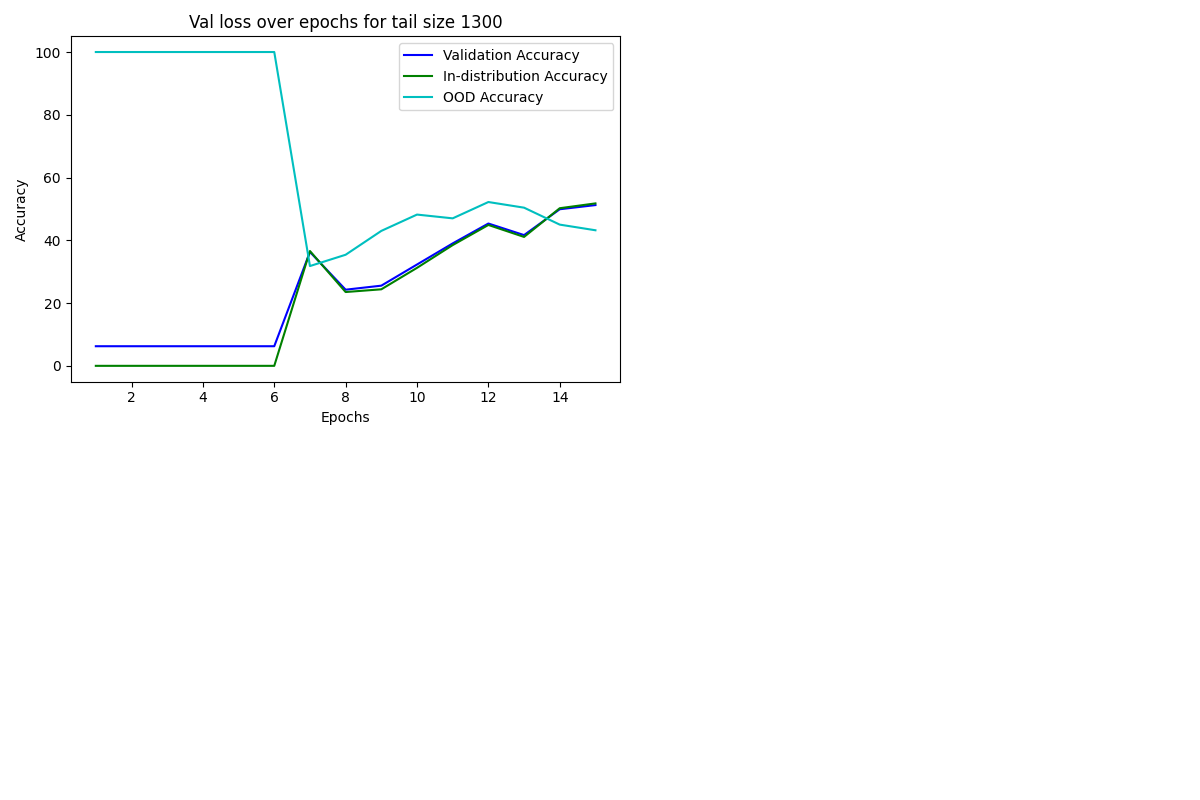 Val loss over epochs for tail size 1300
Validation Accuracy
In-distribution Accuracy
OOD Accuracy
Accuracy
100
80
60
40
20
0
2 4 6 8 10 12 14
Epochs